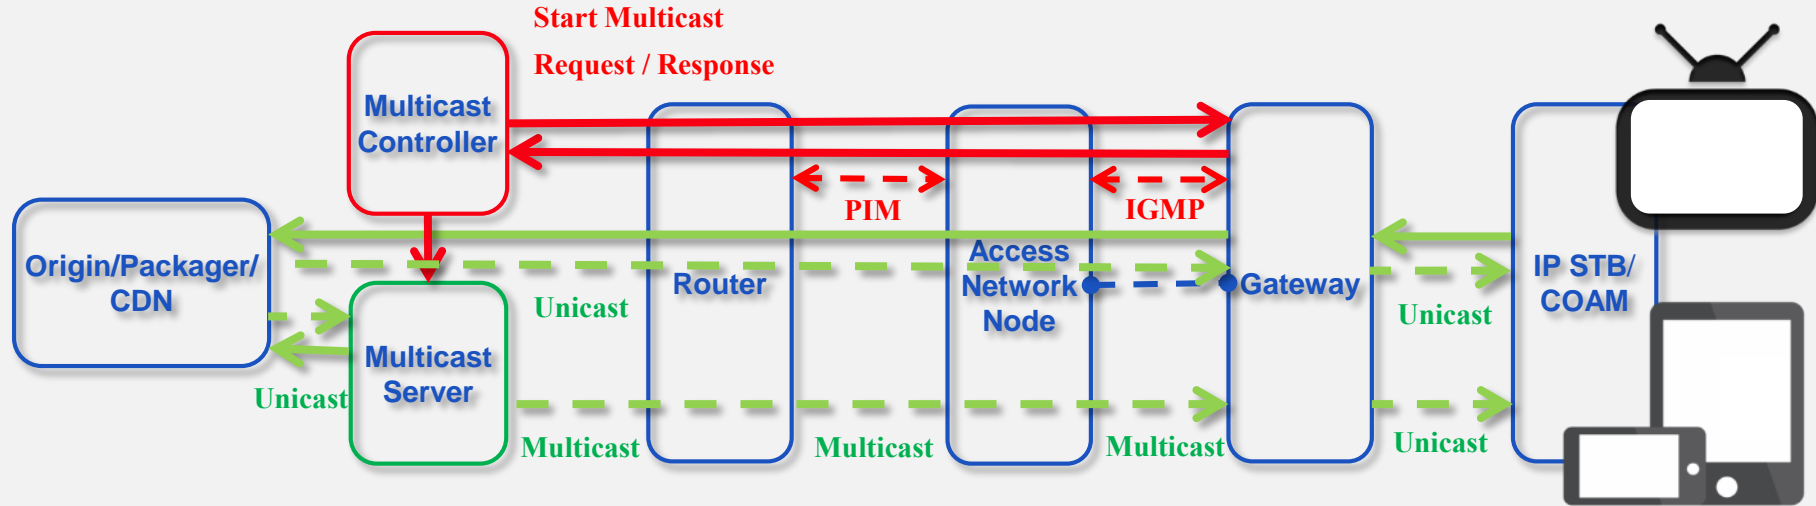 Start Multicast
Request / Response
Multicast
Controller
PIM
IGMP
Origin/Packager/
CDN
Router
Access
Network
Node
Gateway
IP STB/
COAM
Unicast
Unicast
Multicast
Server
Unicast
Multicast
Multicast
Multicast
Unicast